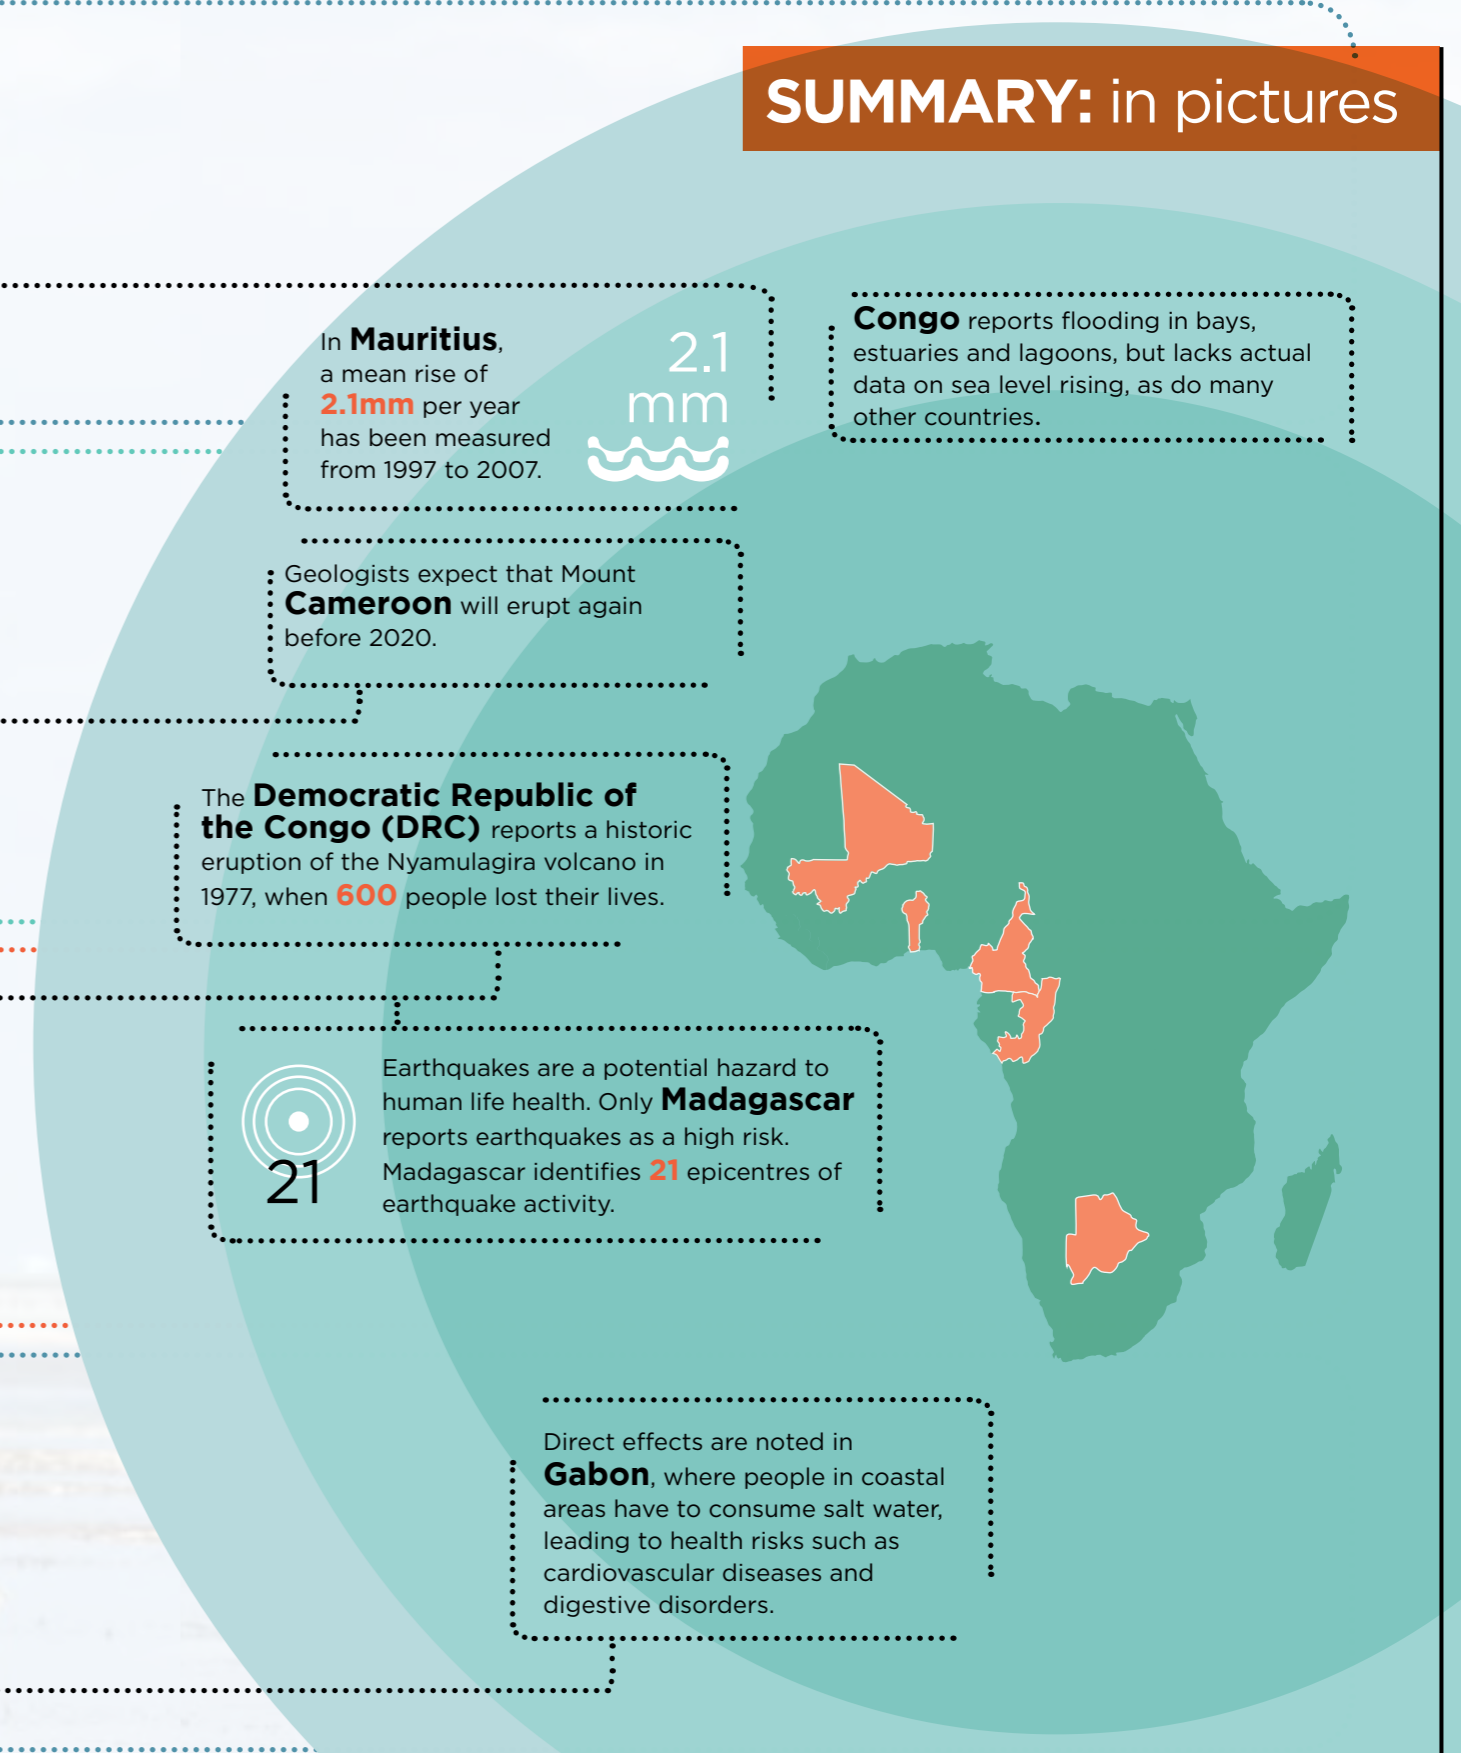 SUMMARY: in pictures
In Mauritius,
a mean rise of
2.1mm per year
has been measured
from 1997 to 2007.
2.1
mm
Congo reports flooding in bays,
estuaries and lagoons, but lacks actual
data on sea level rising, as do many
other countries.
Geologists expect that Mount
Cameroon will erupt again
before 2020.
The Democratic Republic of
the Congo (DRC) reports a historic
eruption of the Nyamulagira volcano in
1977, when 600 people lost their lives.
21
Earthquakes are a potential hazard to
human life health. Only Madagascar
reports earthquakes as a high risk.
Madagascar identifies 21 epicentres of
earthquake activity.
Direct effects are noted in
Gabon, where people in coastal
areas have to consume salt water,
leading to health risks such as
cardiovascular diseases and
digestive disorders.